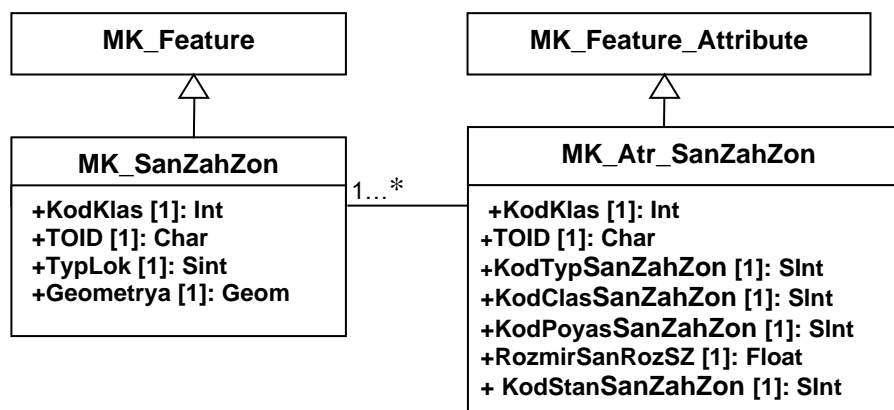 MK_Feature
MK_Feature_Attribute
MK_SanZahZon
+KodKlas [1]: Int
+TOID [1]: Char
+TypLok [1]: Sint
+Geometrya [1]: Geom
1...*
MK_Atr_SanZahZon
+KodKlas [1]: Int
+TOID [1]: Char
+KodTypSanZahZon [1]: SInt
+KodClasSanZahZon [1]: SInt
+KodPoyasSanZahZon [1]: SInt
+RozmirSanRozSZ [1]: Float
+ KodStanSanZahZon [1]: SInt